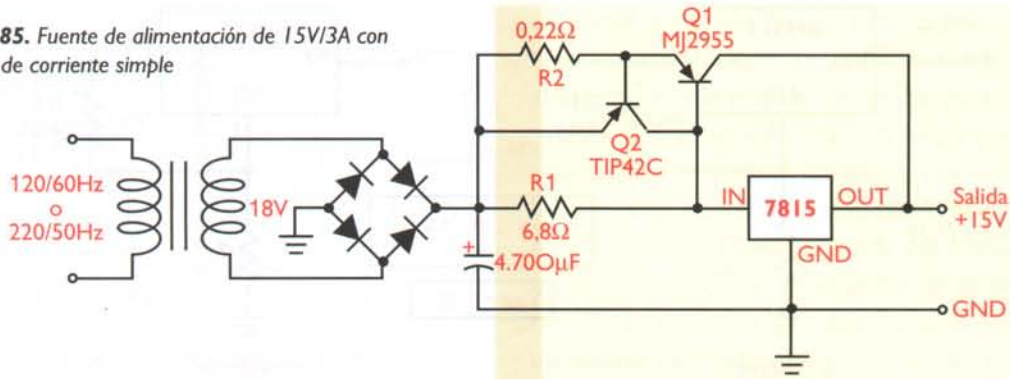 85. Fuente de alimentación de 15V/3A con
de corriente simple
0,22Ω
R2
Q1
MJ2955
Q2
TIP42C
120/60Hz
o
220/50Hz
18V
R1
6,8Ω
+
4.700µF
IN
7815
OUT
GND
Salida
+15V
GND